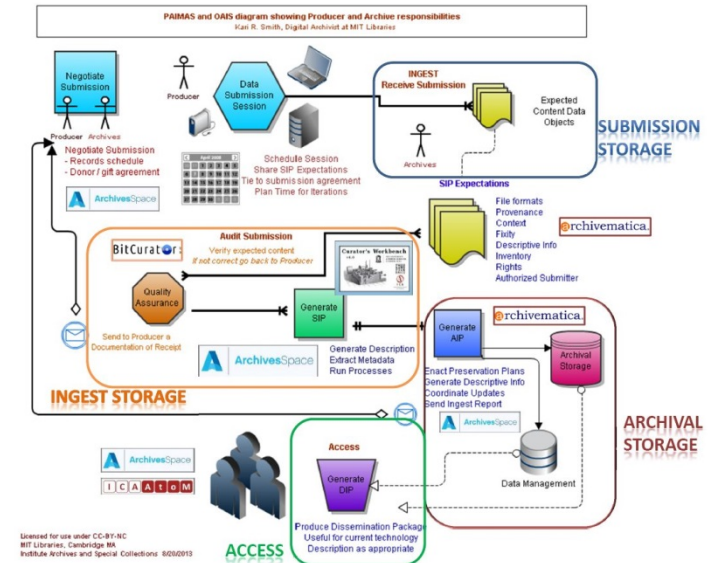 PAIMAS and OAIS diagram showing Producer and Archive responsibilities
Kari R. Smith, Digital Archivist at MIT Libraries
Negotiate
Submission
Producer Archives
Negotiate Submission
- Records schedule
- Donor / gift agreement
ArchivesSpace
Producer
Data
Submission
Session
April 2008
Schedule Session
Share SIP Expectations
Tie to submission agreement
Plan Time for Iterations
INGEST
Receive Submission
Archives
Expected
Content Data
Objects
SUBMISSION
STORAGE
SIP Expectations
File formats
Provenance
Context
Fixity
Descriptive Info
Inventory
Rights
Authorized Submitter
archivematica.
BitCurator:
Audit Submission
Verify expected content
If not correct go back to Producer
Curator's Workbench
Quality
Assurance
Send to Producer a
Documentation of Receipt
Generate
SIP
ArchivesSpace
Generate Description
Extract Metadata
Run Processes
INGEST STORAGE
archivematica.
Generate
AIP
Archival
Storage
Enact Preservation Plans
Generate Descriptive Info
Coordinate Updates
Send Ingest Report
ArchivesSpace
Data Management
ARCHIVAL
STORAGE
ArchivesSpace
ICAAtoM
Access
Generate
DIP
Produce Dissemination Package
Useful for current technology
Description as appropriate
ACCESS
Licensed for use under CC-BY-NC
MIT Libraries, Cambridge MA
Institute Archives and Special Collections 8/20/2013